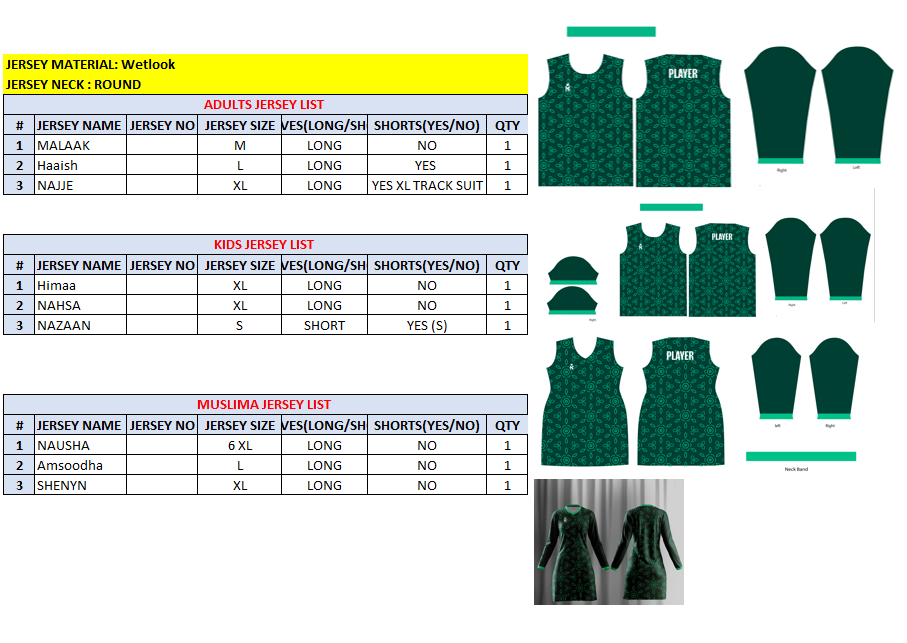 JERSEY MATERIAL: Wetlook
JERSEY NECK : ROUND
ADULTS JERSEY LIST
# JERSEY NAME JERSEY NO JERSEY SIZE VES(LONG/SH SHORTS(YES/NO) QTY
1 MALAAK M LONG NO 1
2 Haaish L LONG YES 1
3 NAJJE XL LONG YES XL TRACK SUIT 1
KIDS JERSEY LIST
# JERSEY NAME JERSEY NO JERSEY SIZE VES(LONG/SH SHORTS(YES/NO) QTY
1 Himaa XL LONG NO 1
2 NAHSA XL LONG NO 1
3 NAZAAN S SHORT YES (S) 1
MUSLIMA JERSEY LIST
# JERSEY NAME JERSEY NO JERSEY SIZE VES(LONG/SH SHORTS(YES/NO) QTY
1 NAUSHA 6 XL LONG NO 1
2 Amsoodha L LONG NO 1
3 SHENYN XL LONG NO 1
PLAYER
Right Left
PLAYER
Right Left
Right
PLAYER
left Right
Neck Band